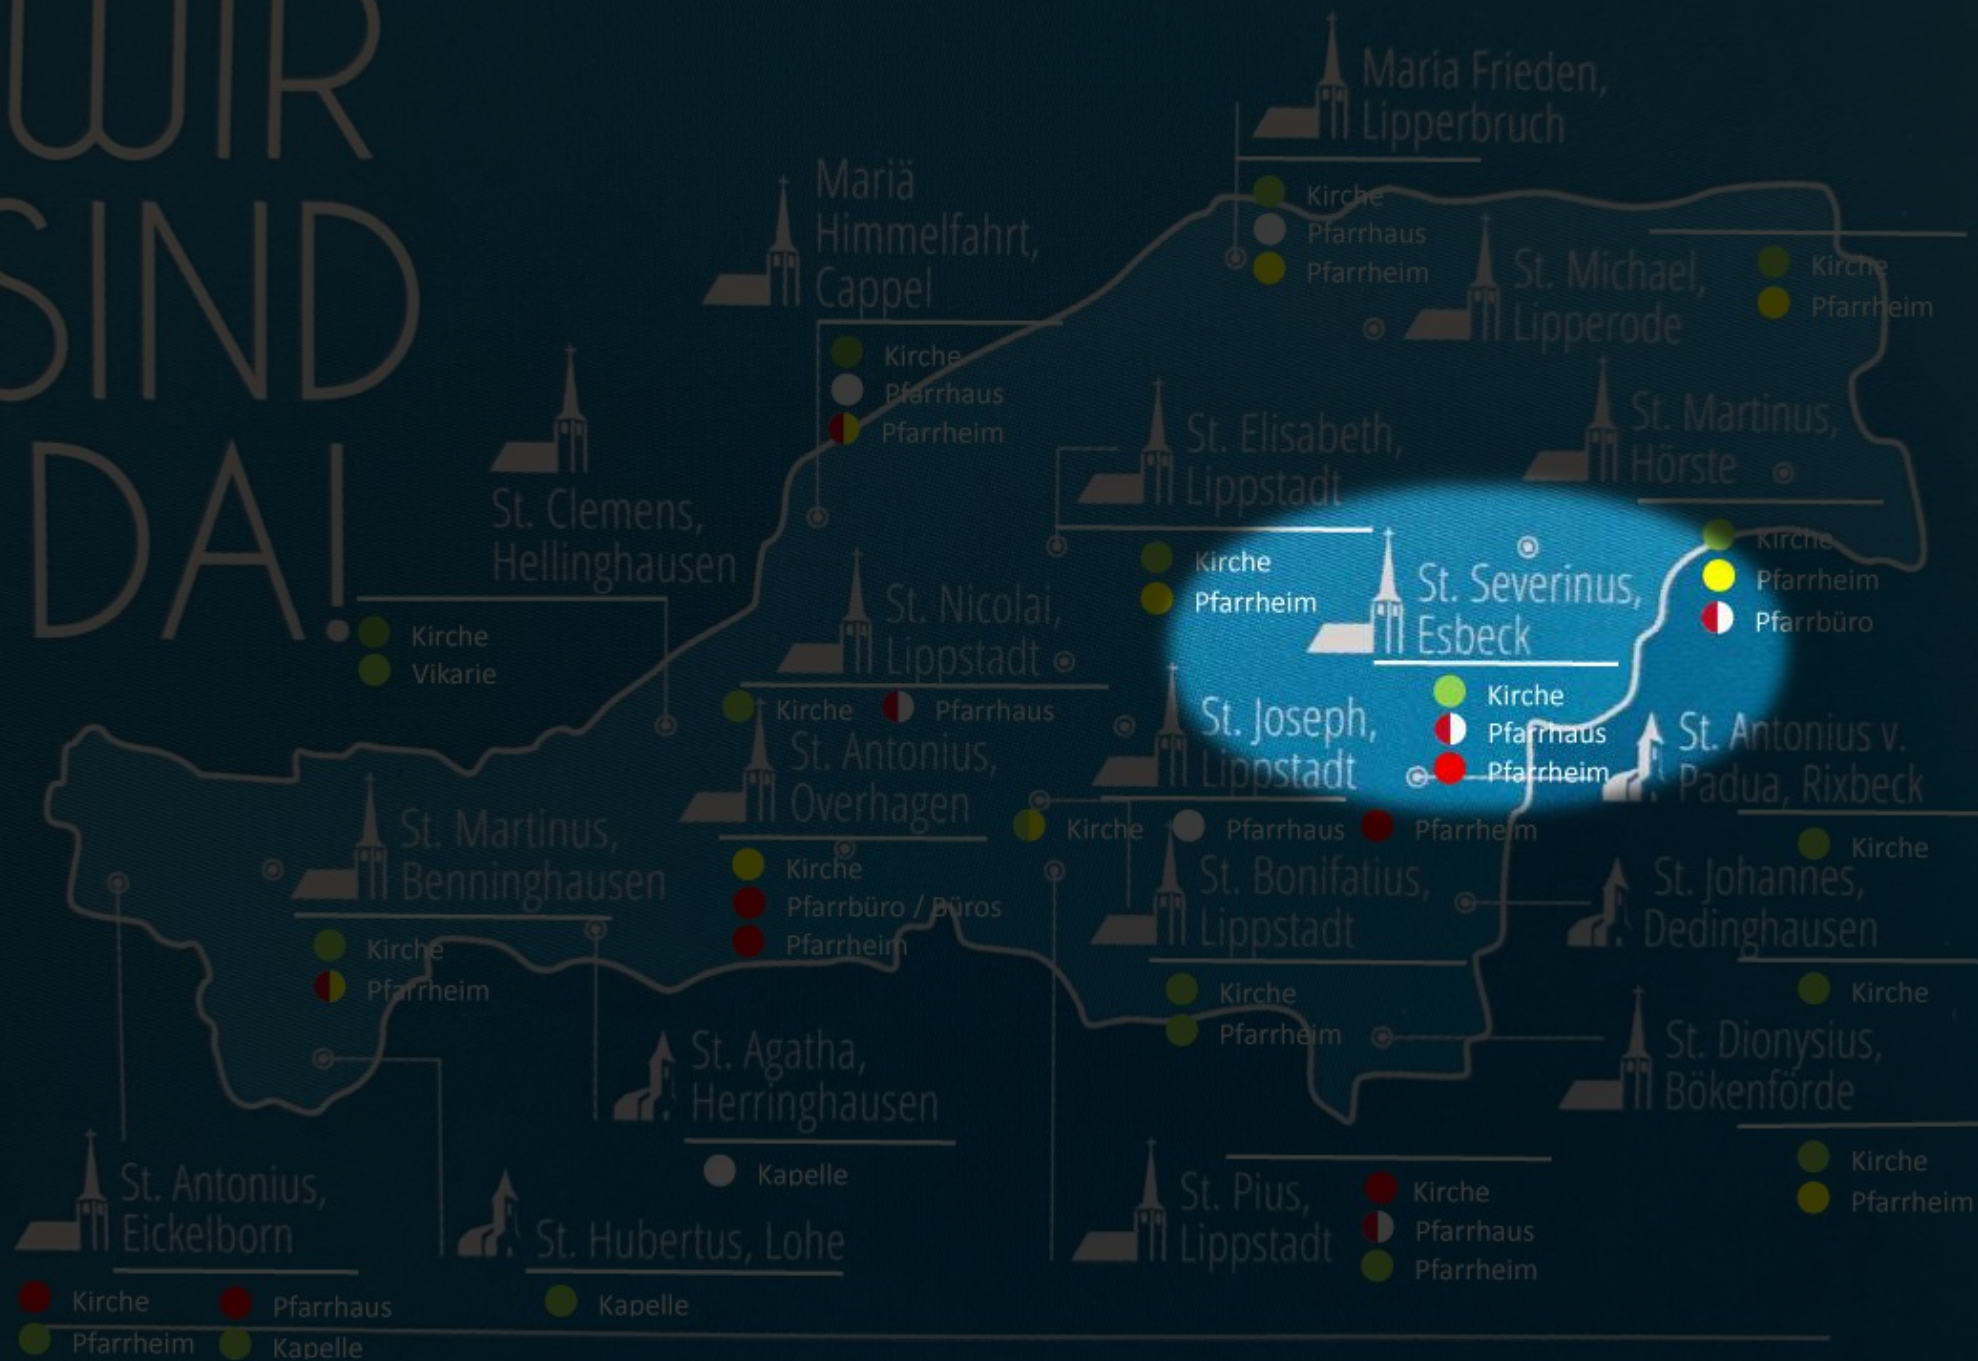 WIR
SIND
DA!
Maria Frieden,
Lipperbruch
Kirche
Pfarrhaus
Pfarrheim
Mariä
Himmelfahrt,
Cappel
Kirche
Pfarrhaus
Pfarrheim
St. Michael,
Lipperode
Kirche
Pfarrheim
St. Clemens,
Hellinghausen
Kirche
Vikarie
St. Elisabeth,
Lippstadt
Kirche
Pfarrheim
St. Martinus,
Hörste
Kirche
Pfarrheim
Pfarrbüro
St. Severinus,
Esbeck
Kirche
Pfarrhaus
Pfarrheim
St. Nicolai,
Lippstadt
Kirche Pfarrhaus
St. Joseph,
Lippstadt
Kirche Pfarrhaus Pfarrheim
St. Antonius v.
Padua, Rixbeck
Kirche
St. Antonius,
Overhagen
Kirche
Pfarrbüro / Büros
Pfarrheim
St. Martinus,
Benninghausen
Kirche
Pfarrheim
St. Bonifatius,
Lippstadt
Kirche
Pfarrheim
St. Johannes,
Dedinghausen
Kirche
St. Dionysius,
Bökenförde
Kirche
Pfarrheim
St. Agatha,
Herringhausen
Kapelle
St. Antonius,
Eickelborn
Kirche Pfarrhaus
Pfarrheim Kapelle
St. Hubertus, Lohe
Kapelle
St. Pius,
Lippstadt
Kirche
Pfarrhaus
Pfarrheim